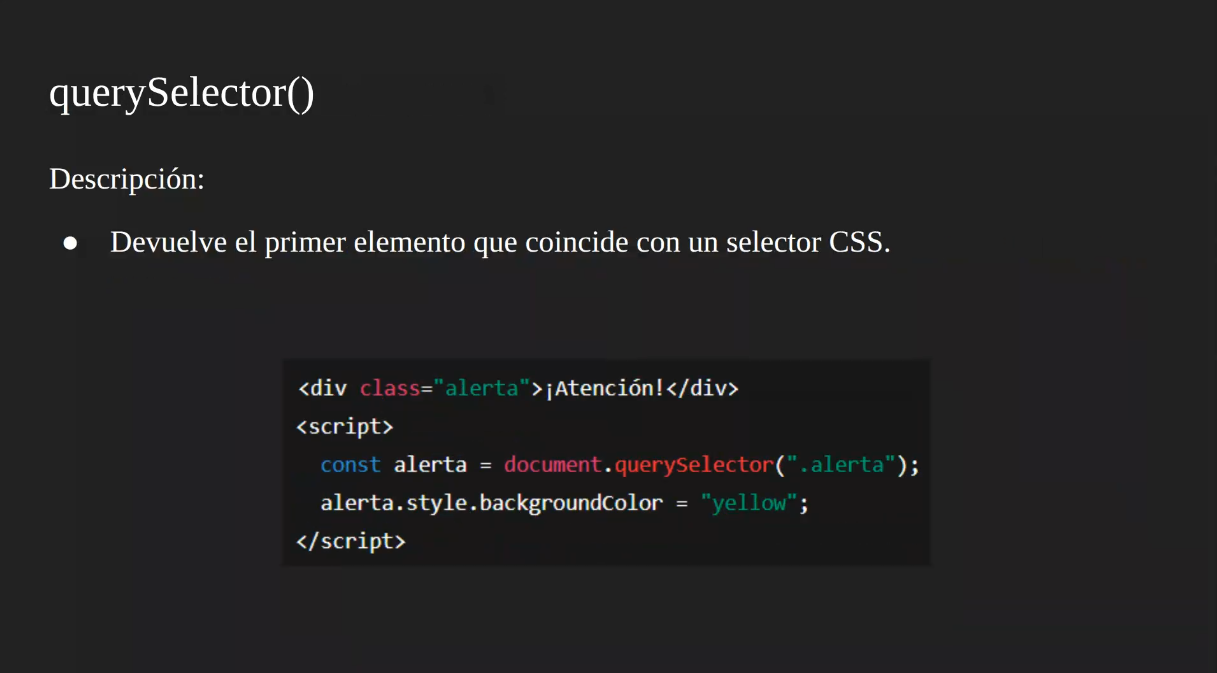 querySelector()
Descripción:
● Devuelve el primer elemento que coincide con un selector CSS.
<div class="alerta">¡Atención!</div>
<script>
  const alerta = document.querySelector(".alerta");
  alerta.style.backgroundColor = "yellow";
</script>